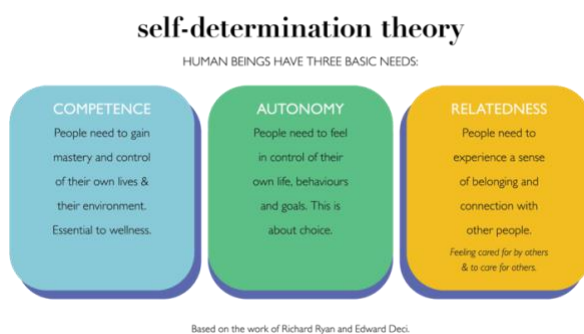 self-determination theory
HUMAN BEINGS HAVE THREE BASIC NEEDS:
COMPETENCE
People need to gain
mastery and control
of their own lives &
their environment.
Essential to wellness.
AUTONOMY
People need to feel
in control of their
own life, behaviours
and goals. This is
about choice.
RELATEDNESS
People need to
experience a sense
of belonging and
connection with
other people.
Feeling cared for by others
& to care for others.
Based on the work of Richard Ryan and Edward Deci.